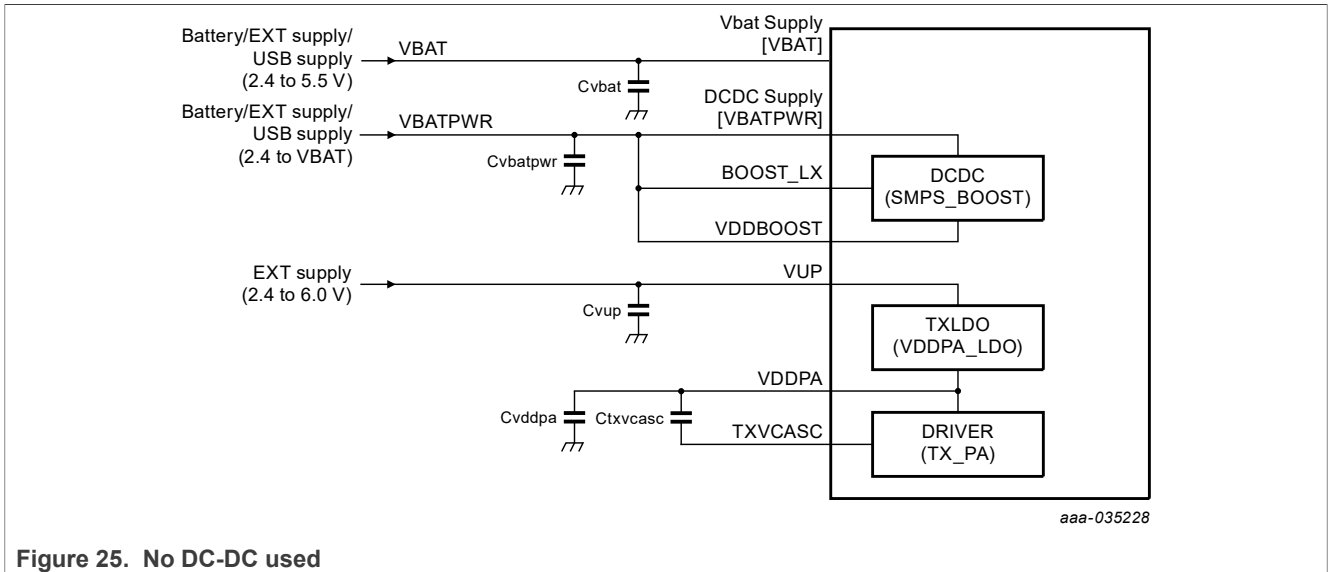 Battery/EXT supply/
USB supply
(2.4 to 5.5 V)
VBAT
Cvbat
Vbat Supply
[VBAT]
Battery/EXT supply/
USB supply
(2.4 to VBAT)
VBATPWR
Cvbatpwr
DCDC Supply
[VBATPWR]
BOOST_LX
VDDBOOST
DCDC
(SMPS_BOOST)
EXT supply
(2.4 to 6.0 V)
Cvup
VUP
TXLDO
(VDDPA_LDO)
VDDPA
Cvddpa
Ctxvcasc
TXVCASC
DRIVER
(TX_PA)
aaa-035228
Figure 25. No DC-DC used